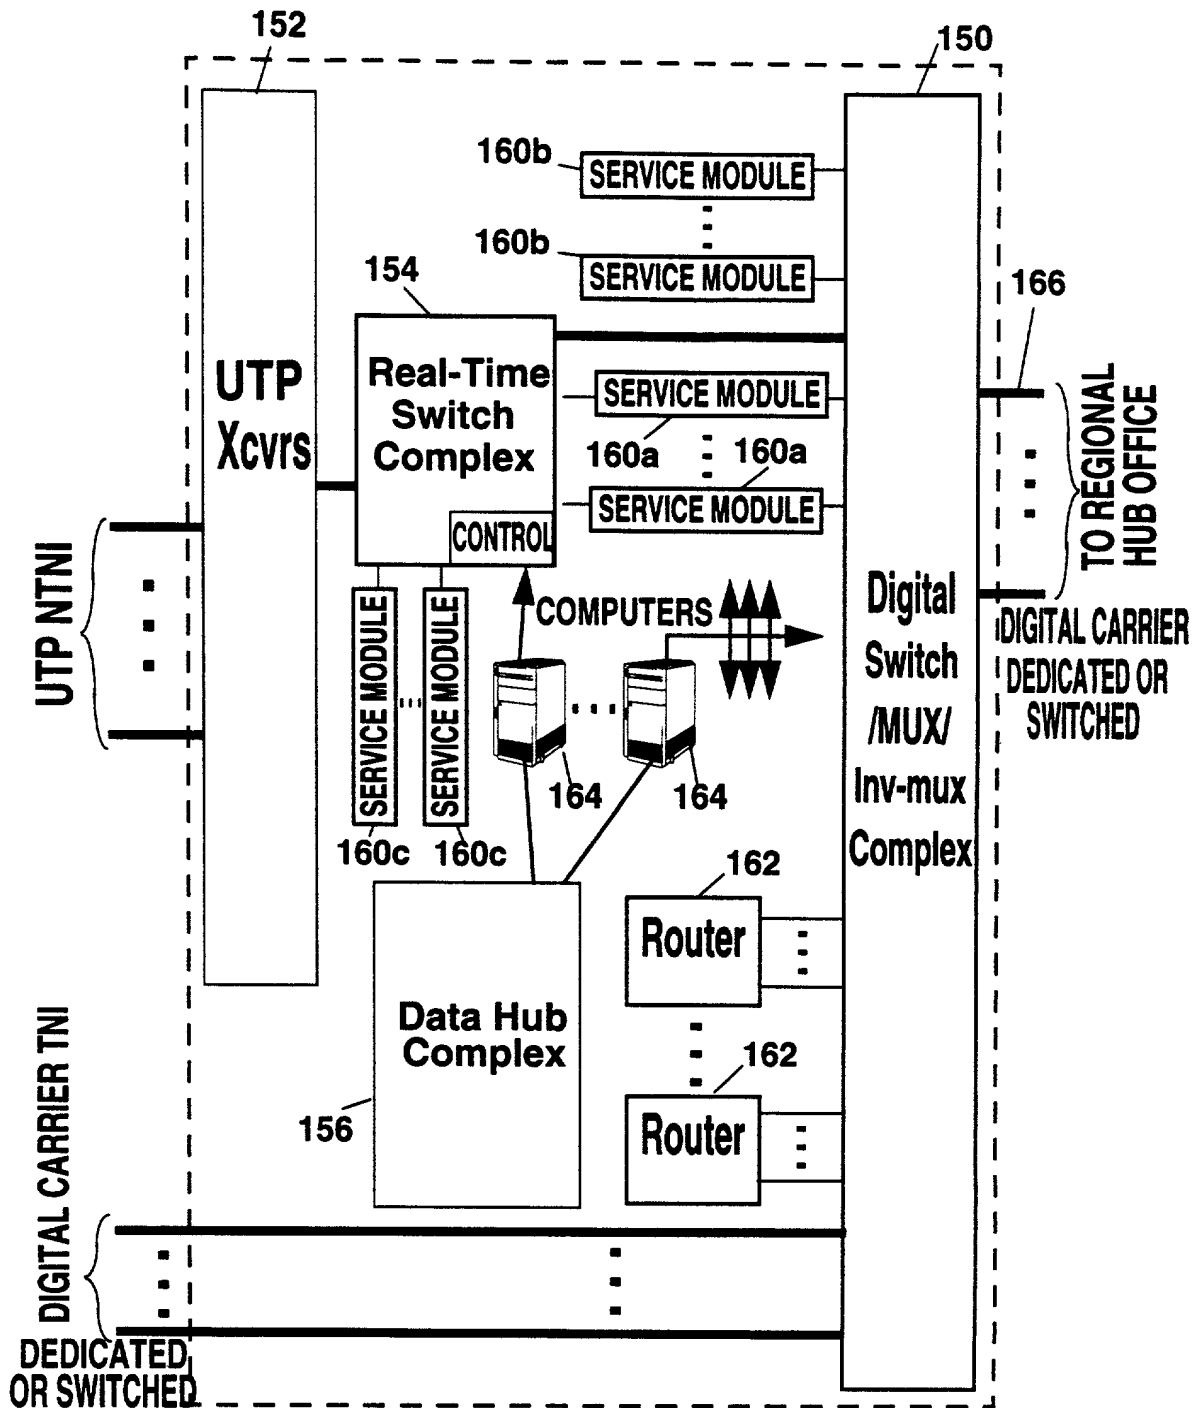 152
150
160b
SERVICE MODULE
160b
SERVICE MODULE
154
166
Real-Time
Switch
Complex
CONTROL
UTP
Xcvrs
SERVICE MODULE
160a
160a
SERVICE MODULE
TO REGIONAL
HUB OFFICE
UTP NTNI
COMPUTERS
SERVICE MODULE
SERVICE MODULE
160c
160c
164
164
Digital
Switch
/MUX/
Inv-mux
Complex
DIGITAL CARRIER
DEDICATED OR
SWITCHED
162
Router
Data Hub
Complex
156
162
Router
DIGITAL CARRIER TNI
DEDICATED
OR SWITCHED